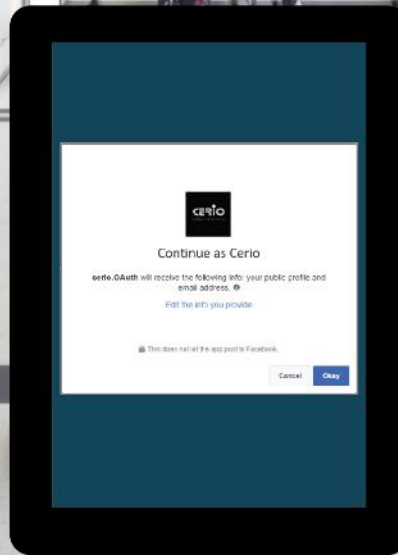 CERIO
Continue as Cerio
cerio.OAuth will receive the following info: your public profile and
email address.
Edit the info you provide
This does not let the app post to Facebook.
Cancel
Okay